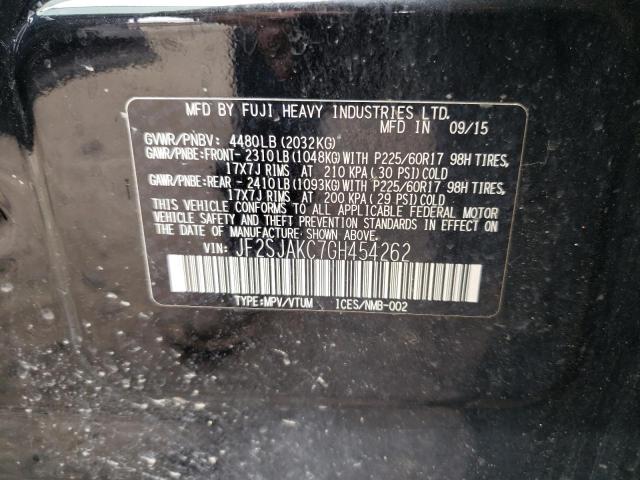 MFD BY FUJI HEAVY INDUSTRIES LTD.
MFD IN 09/15
GVWR/PNBV: 4480LB (2032KG)
GAWR/PNBE:FRONT- 2310LB(1048KG)WITH P225/60R17 98H TIRES,
17X7J RIMS AT 210 KPA (30 PSI) COLD
GAWR/PNBE:REAR - 2410LB(1093KG)WITH P225/60R17 98H TIRES,
17X7J RIMS AT 200 KPA (29 PSI) COLD
THIS VEHICLE CONFORMS TO ALL APPLICABLE FEDERAL MOTOR
VEHICLE SAFETY AND THEFT PREVENTION STANDARDS IN EFFECT
ON THE DATE OF MANUFACTURE SHOWN ABOVE.
VIN: JF2SJAKC7GH454262
TYPE:MPV/VTUM ICES/NMB-002